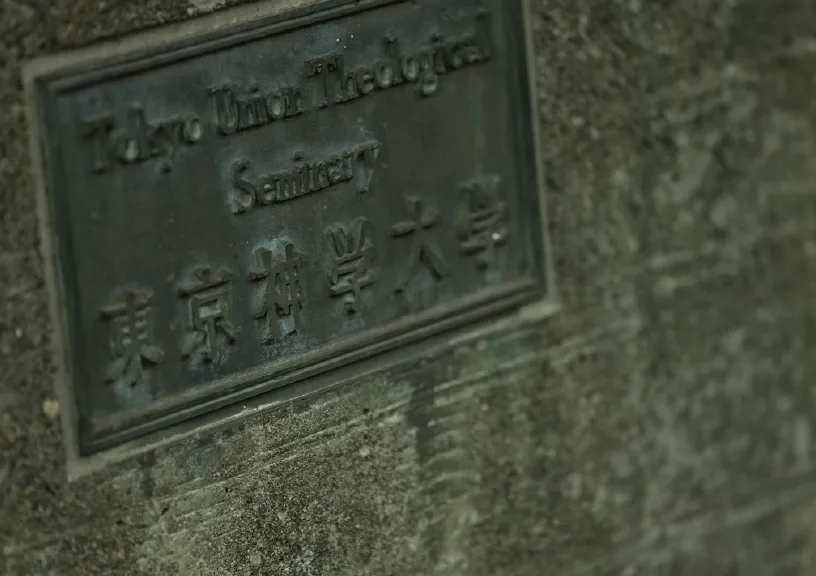 Tokyo Union Theological
Seminary
東京神学大学